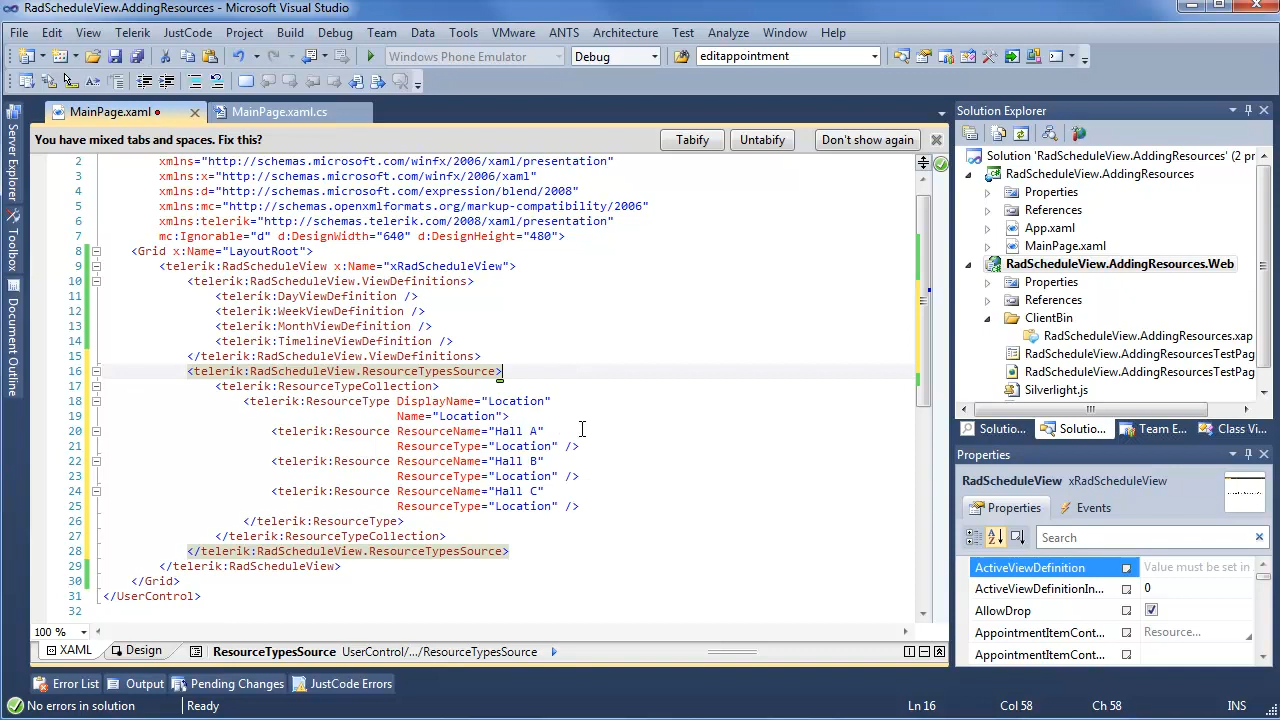 RadScheduleView.AddingResources - Microsoft Visual Studio
File Edit View Telerik JustCode Project Build Debug Team Data Tools VMware ANTS Architecture Test Analyze Window Help
Windows Phone Emulator Debug editappointment
MainPage.xaml MainPage.xaml.cs
You have mixed tabs and spaces. Fix this? Tabify Untabify Don't show again
Server Explorer
Toolbox
Document Outline
2 xmlns="http://schemas.microsoft.com/winfx/2006/xaml/presentation"
3 xmlns:x="http://schemas.microsoft.com/winfx/2006/xaml"
4 xmlns:d="http://schemas.microsoft.com/expression/blend/2008"
5 xmlns:mc="http://schemas.openxmlformats.org/markup-compatibility/2006"
6 xmlns:telerik="http://schemas.telerik.com/2008/xaml/presentation"
7 mc:Ignorable="d" d:DesignWidth="640" d:DesignHeight="480">
8 <Grid x:Name="LayoutRoot">
9 <telerik:RadScheduleView x:Name="xRadScheduleView">
10 <telerik:RadScheduleView.ViewDefinitions>
11 <telerik:DayViewDefinition />
12 <telerik:WeekViewDefinition />
13 <telerik:MonthViewDefinition />
14 <telerik:TimelineViewDefinition />
15 </telerik:RadScheduleView.ViewDefinitions>
16 <telerik:RadScheduleView.ResourceTypesSource>
17 <telerik:ResourceTypeCollection>
18 <telerik:ResourceType DisplayName="Location"
19 Name="Location">
20 <telerik:Resource ResourceName="Hall A"
21 ResourceType="Location" />
22 <telerik:Resource ResourceName="Hall B"
23 ResourceType="Location" />
24 <telerik:Resource ResourceName="Hall C"
25 ResourceType="Location" />
26 </telerik:ResourceType>
27 </telerik:ResourceTypeCollection>
28 </telerik:RadScheduleView.ResourceTypesSource>
29 </telerik:RadScheduleView>
30 </Grid>
31 </UserControl>
32
100 %
XAML Design ResourceTypesSource UserControl/.../ResourceTypesSource
Solution Explorer
Solution 'RadScheduleView.AddingResources' (2 pr
RadScheduleView.AddingResources
Properties
References
App.xaml
MainPage.xaml
RadScheduleView.AddingResources.Web
Properties
References
ClientBin
RadScheduleView.AddingResources.xap
RadScheduleView.AddingResourcesTestPag
RadScheduleView.AddingResourcesTestPag
Silverlight.js
Solutio... Solutio... Team E... Class Vi...
Properties
RadScheduleView xRadScheduleView
Properties Events
Search
ActiveViewDefinition Value must be set in
ActiveViewDefinitionIn... 0
AllowDrop
AppointmentItemCont... Resource...
AppointmentItemCont...
Error List Output Pending Changes JustCode Errors
No errors in solution Ready Ln 16 Col 58 Ch 58 INS